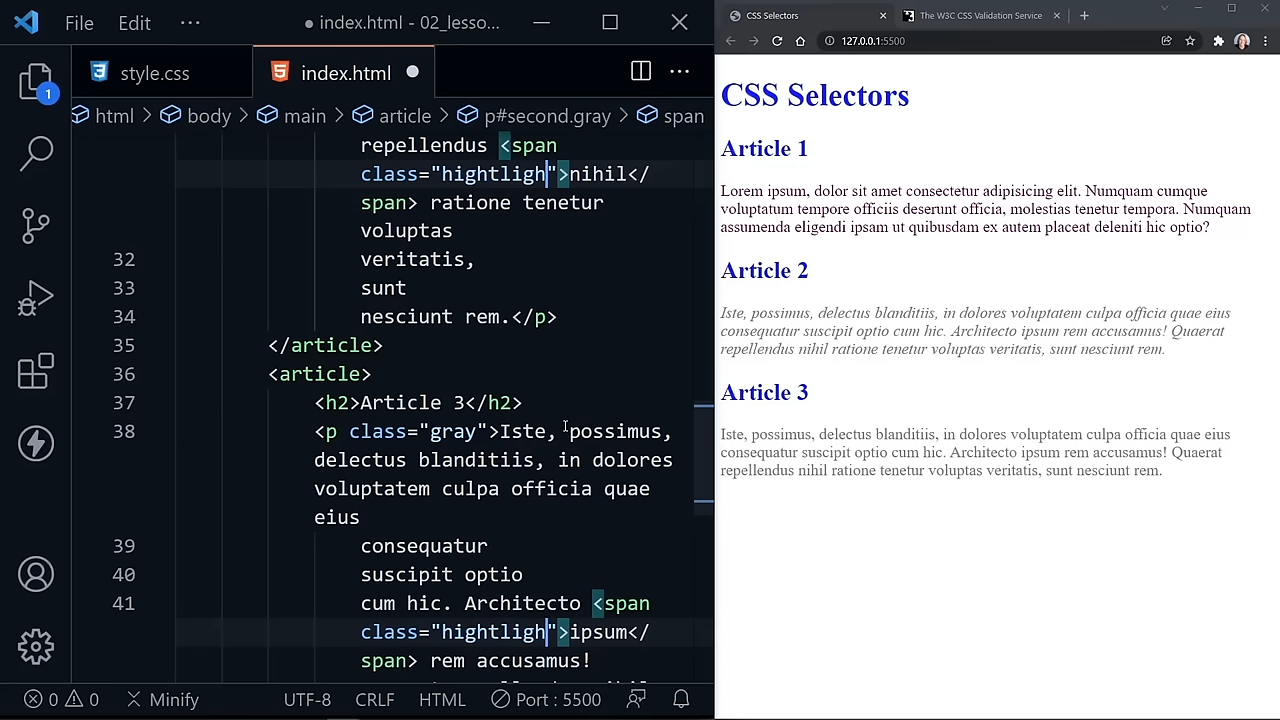 File Edit ··· ● index.html - 02_lesso...
style.css index.html ●
html > body > main > article > p#second.gray > span
repellendus <span
class="hightligh">nihil</
span> ratione tenetur
voluptas
32 veritatis,
33 sunt
34 nesciunt rem.</p>
35 </article>
36 <article>
37 <h2>Article 3</h2>
38 <p class="gray">Iste, possimus,
delectus blanditiis, in dolores
voluptatem culpa officia quae
eius
39 consequatur
40 suscipit optio
41 cum hic. Architecto <span
class="hightligh">ipsum</
span> rem accusamus!
1
0 0 Minify UTF-8 CRLF HTML Port : 5500
CSS Selectors The W3C CSS Validation Service
127.0.0.1:5500
CSS Selectors
Article 1
Lorem ipsum, dolor sit amet consectetur adipisicing elit. Numquam cumque
voluptatum tempore officiis deserunt officia, molestias tenetur tempora. Numquam
assumenda eligendi ipsam ut quibusdam ex autem placeat deleniti hic optio?
Article 2
Iste, possimus, delectus blanditiis, in dolores voluptatem culpa officia quae eius
consequatur suscipit optio cum hic. Architecto ipsum rem accusamus! Quaerat
repellendus nihil ratione tenetur voluptas veritatis, sunt nesciunt rem.
Article 3
Iste, possimus, delectus blanditiis, in dolores voluptatem culpa officia quae eius
consequatur suscipit optio cum hic. Architecto ipsum rem accusamus! Quaerat
repellendus nihil ratione tenetur voluptas veritatis, sunt nesciunt rem.